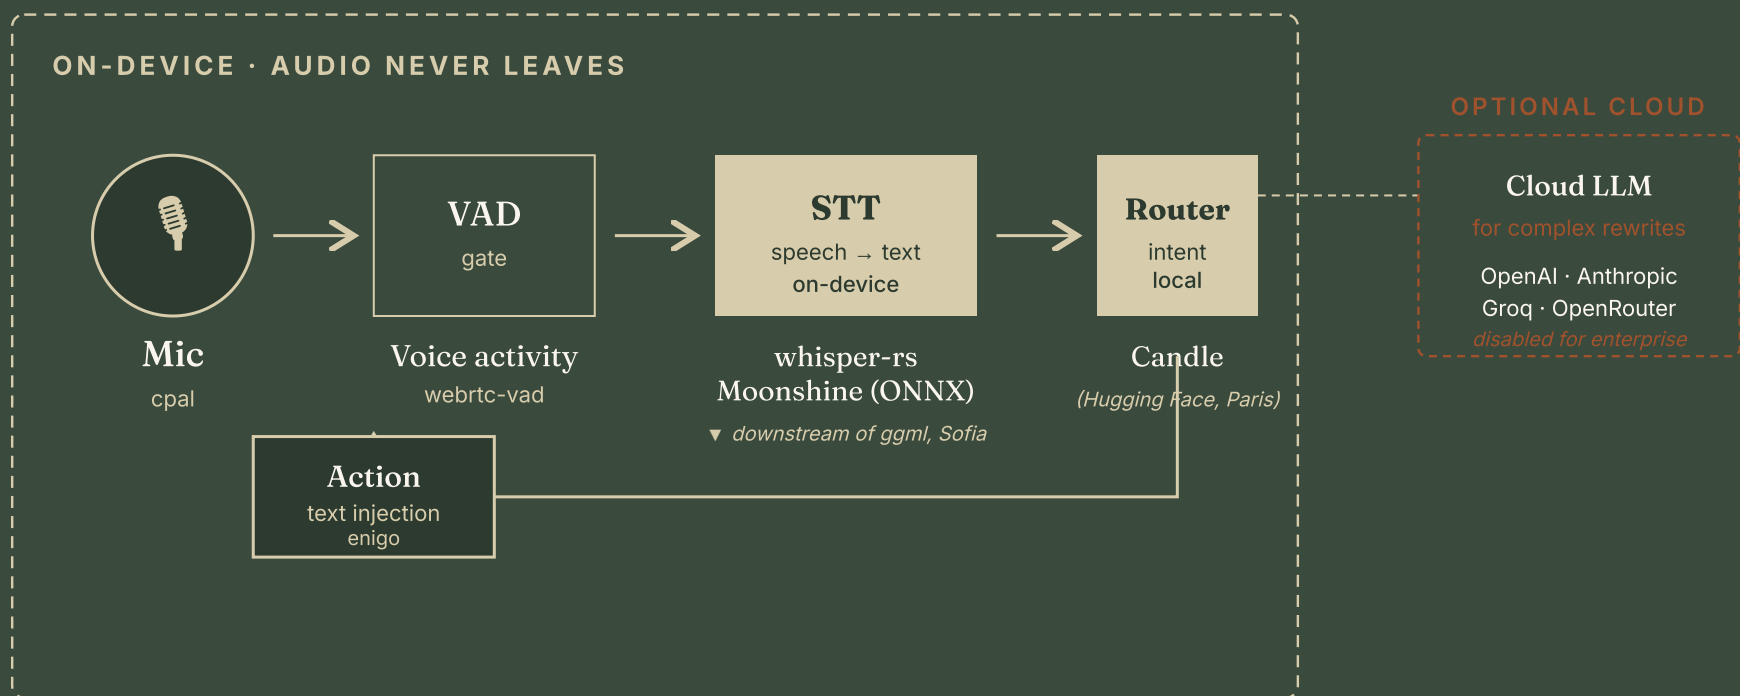 ON-DEVICE · AUDIO NEVER LEAVES
OPTIONAL CLOUD
VAD
gate
STT
speech → text
on-device
Router
intent
local
Cloud LLM
for complex rewrites
OpenAI · Anthropic
Groq · OpenRouter
disabled for enterprise
Mic
cpal
Voice activity
webrtc-vad
whisper-rs
Moonshine (ONNX)
▼ downstream of ggml, Sofia
Candle
(Hugging Face, Paris)
Action
text injection
enigo